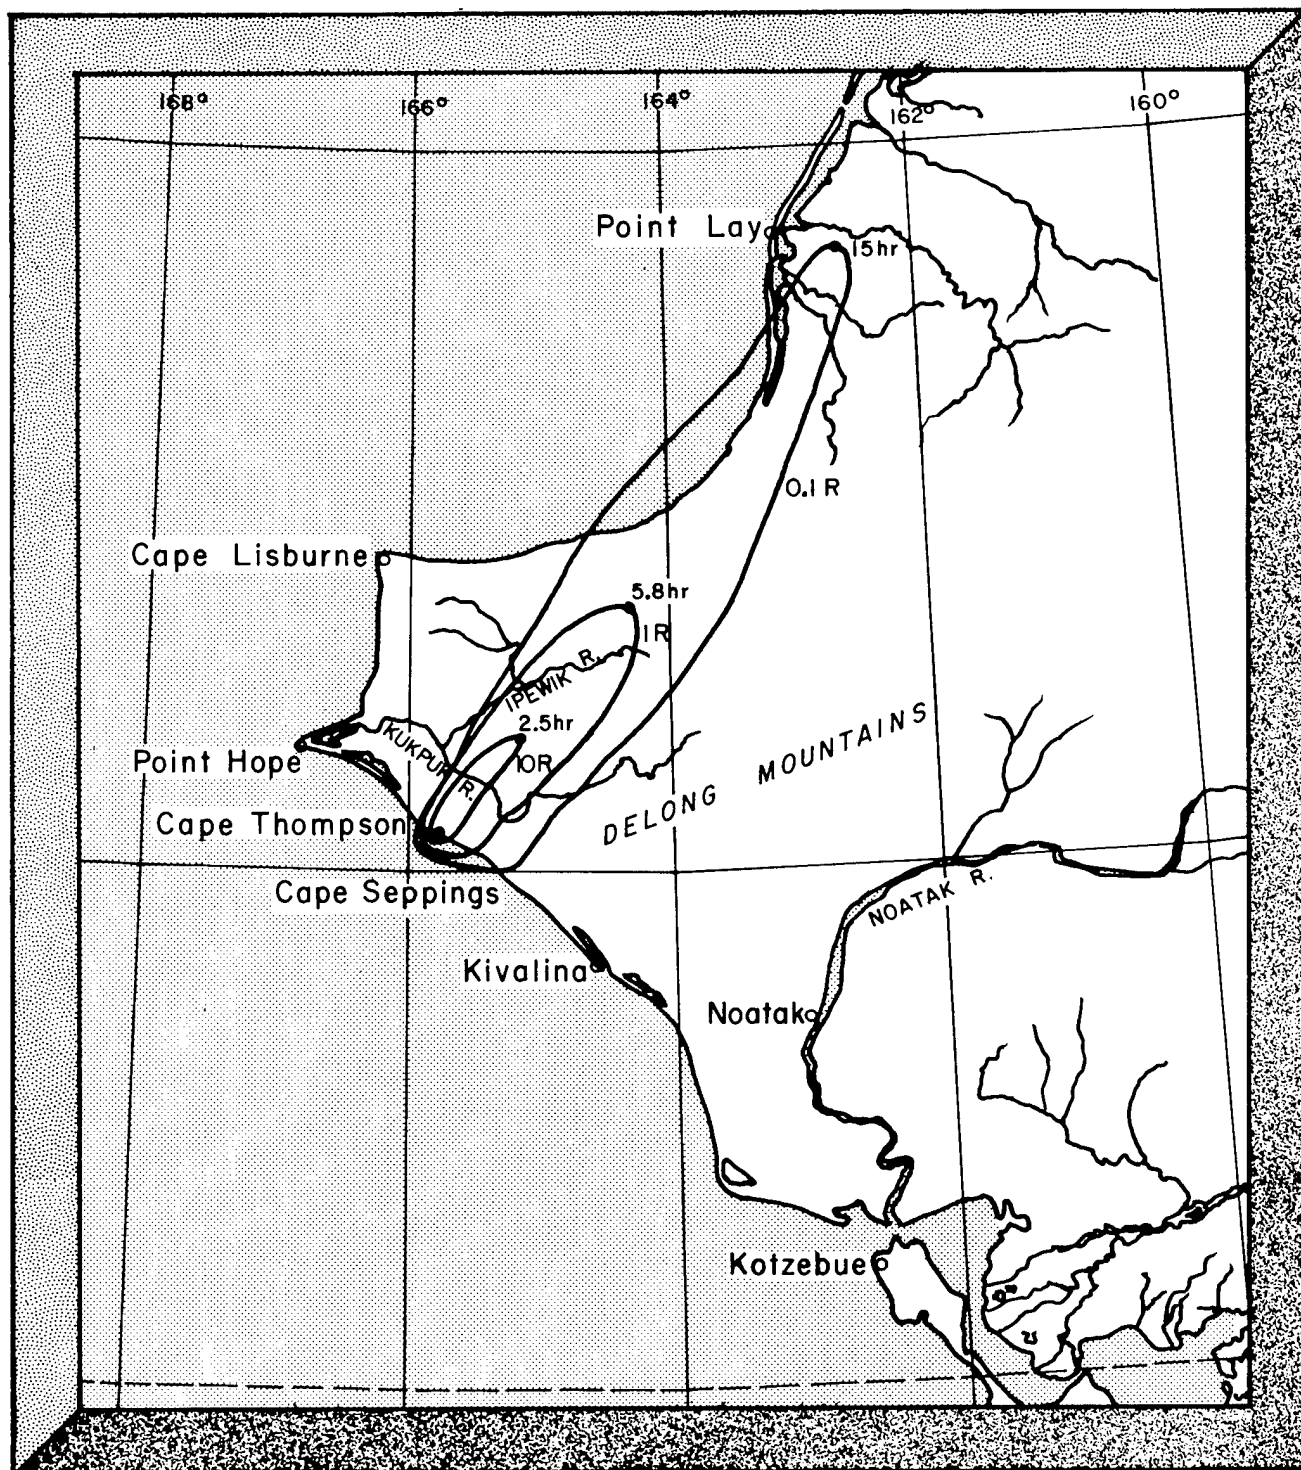 168°
166°
164°
162°
160°
Point Lay
15hr
0.1 R
Cape Lisburne
5.8hr
1R
IPEWIK R.
2.5hr
KUKPUK R.
10R
Point Hope
DELONG MOUNTAINS
Cape Thompson
Cape Seppings
NOATAK R.
Kivalina
Noatak
Kotzebue